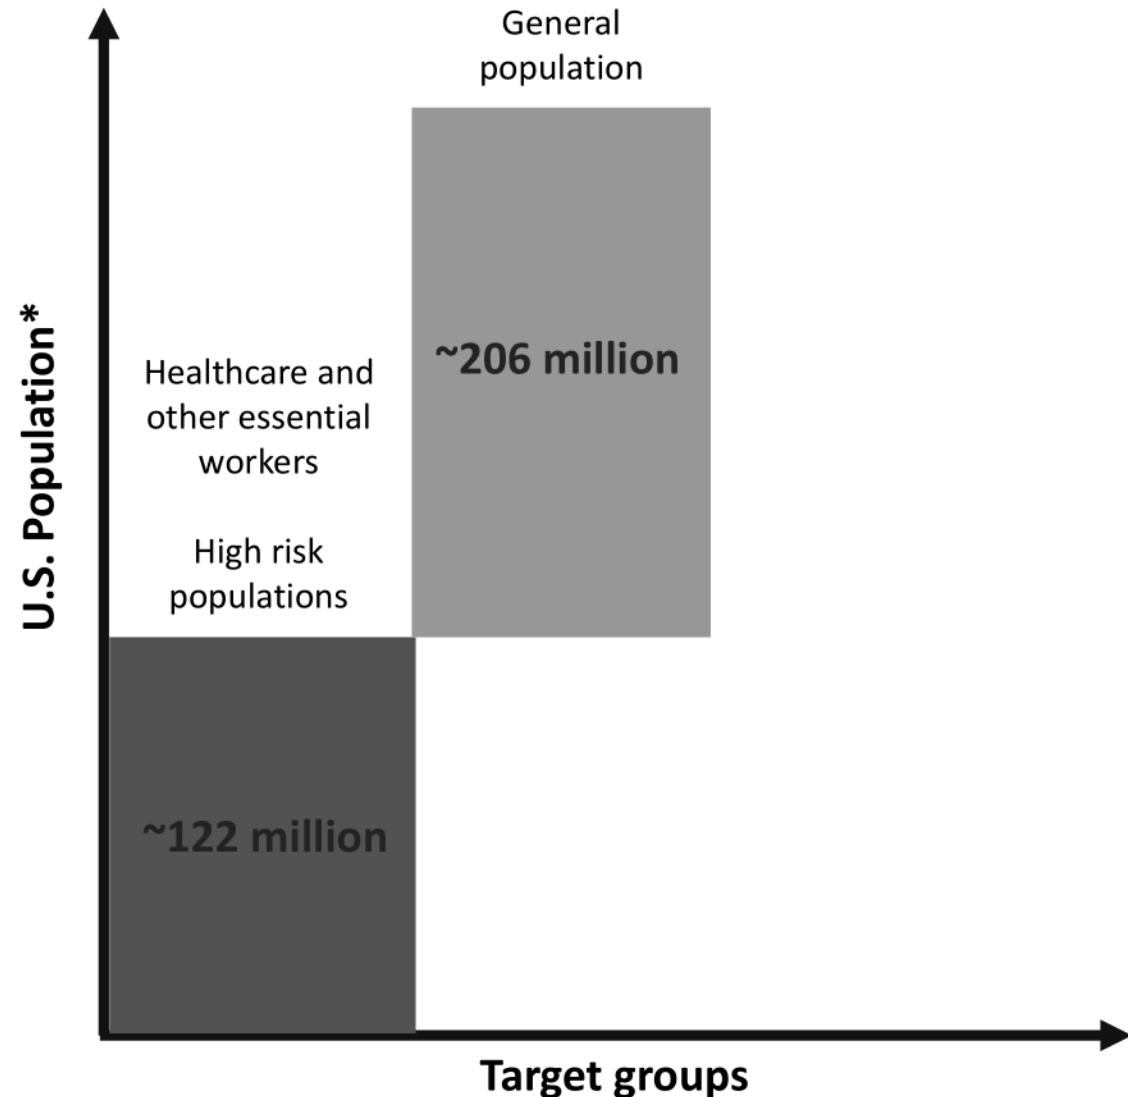 General
population
~206 million
Healthcare and
other essential
workers
High risk
populations
~122 million
U.S. Population*
Target groups